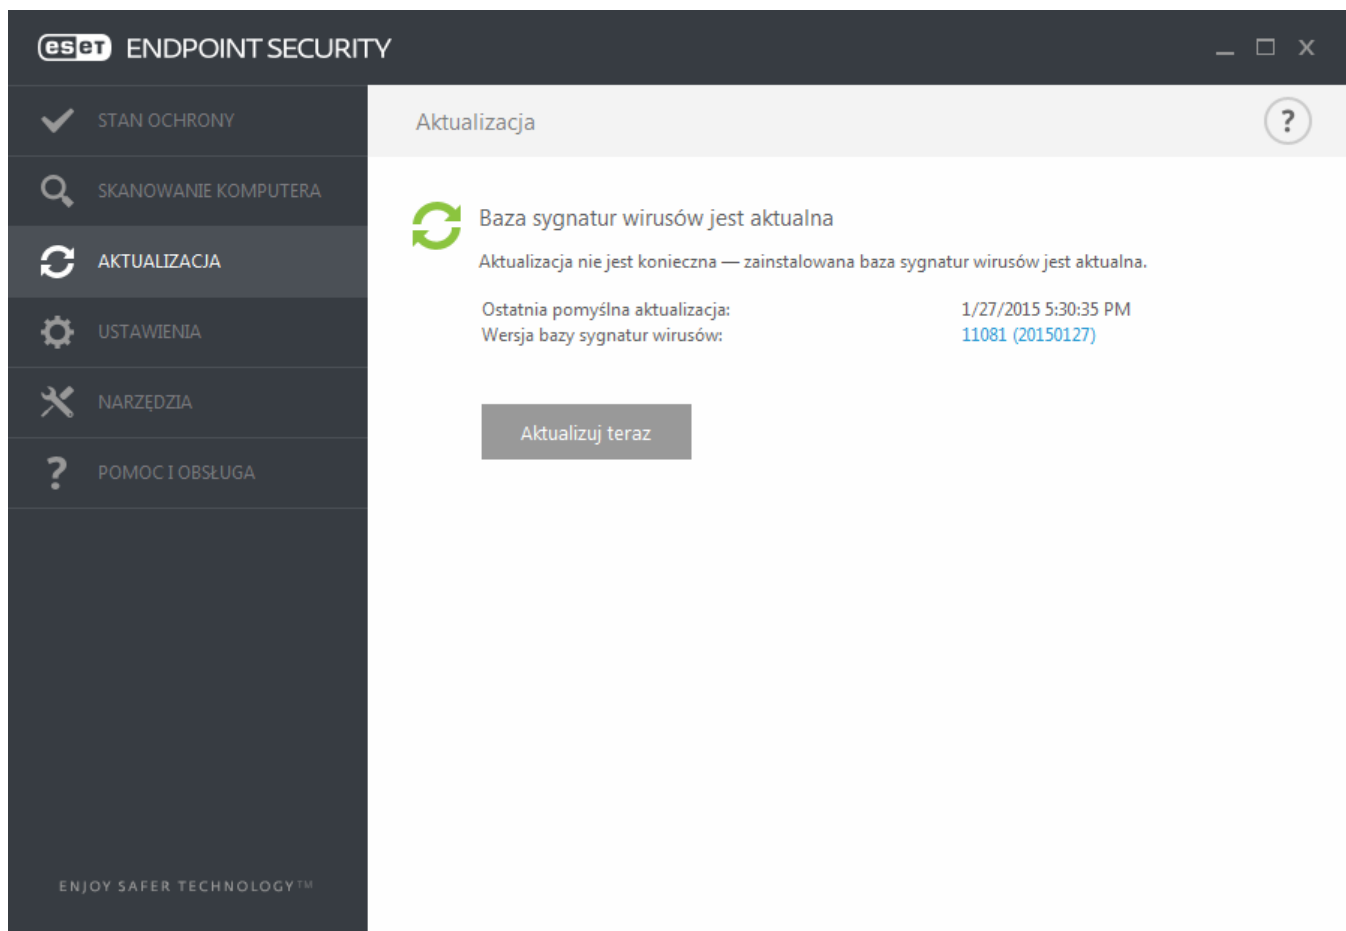 eset ENDPOINT SECURITY
STAN OCHRONY
SKANOWANIE KOMPUTERA
AKTUALIZACJA
USTAWIENIA
NARZĘDZIA
POMOC I OBSŁUGA
ENJOY SAFER TECHNOLOGY™
Aktualizacja
?
Baza sygnatur wirusów jest aktualna
Aktualizacja nie jest konieczna — zainstalowana baza sygnatur wirusów jest aktualna.
Ostatnia pomyślna aktualizacja: 1/27/2015 5:30:35 PM
Wersja bazy sygnatur wirusów: 11081 (20150127)
Aktualizuj teraz